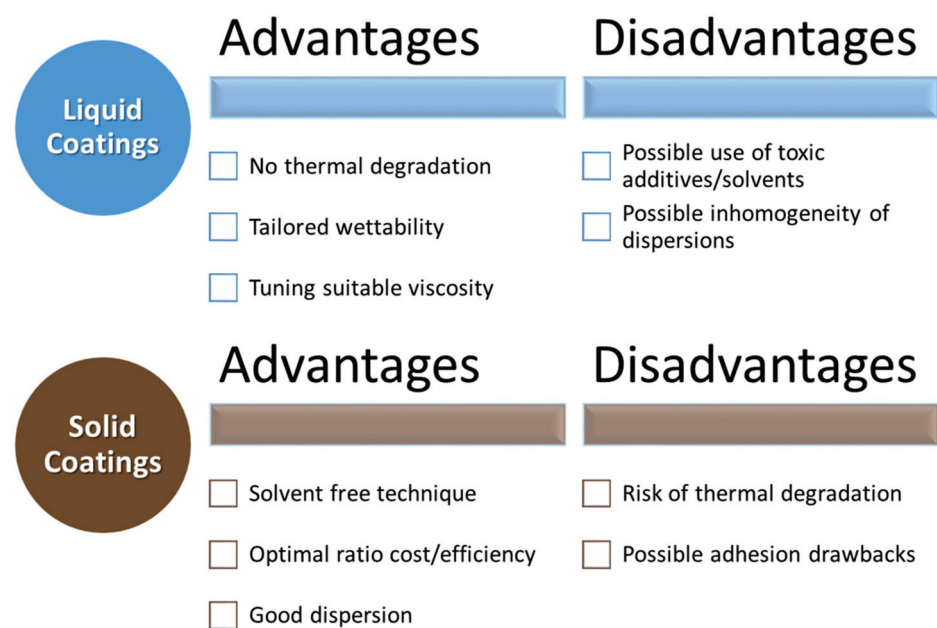 Liquid
Coatings
Advantages
Disadvantages
No thermal degradation
Tailored wettability
Tuning suitable viscosity
Possible use of toxic
additives/solvents
Possible inhomogeneity of
dispersions
Solid
Coatings
Advantages
Disadvantages
Solvent free technique
Optimal ratio cost/efficiency
Good dispersion
Risk of thermal degradation
Possible adhesion drawbacks